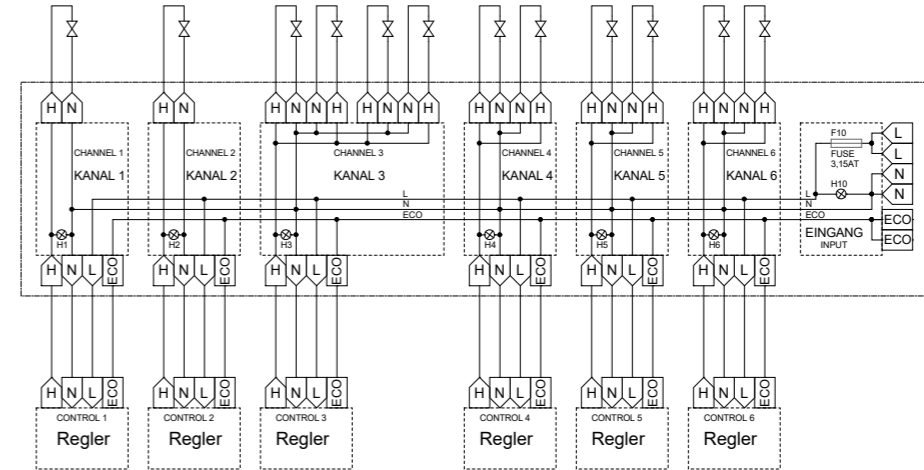 H N H N H N N H H N N H H N N H H N N H H N N H
CHANNEL 1 CHANNEL 2 CHANNEL 3 CHANNEL 4 CHANNEL 5 CHANNEL 6
KANAL 1 KANAL 2 KANAL 3 KANAL 4 KANAL 5 KANAL 6
F10
FUSE
3,15AT
L
L
N
N
H10
L L
N N
ECO ECO
EINGANG
INPUT
ECO
ECO
H1 H2 H3 H4 H5 H6
H N L ECO H N L ECO H N L ECO H N L ECO H N L ECO H N L ECO
H N L ECO H N L ECO H N L ECO H N L ECO H N L ECO H N L ECO
CONTROL 1 CONTROL 2 CONTROL 3 CONTROL 4 CONTROL 5 CONTROL 6
Regler Regler Regler Regler Regler Regler